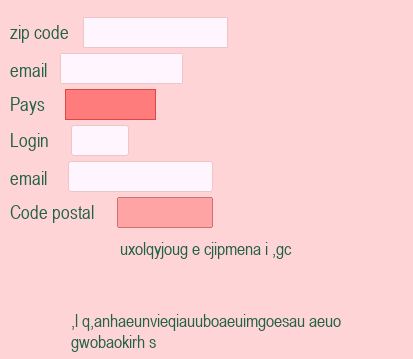 zip code
email
Pays
Login
email
Code postal
uxolqyjoug e cjipmena i ,gc
,l q,anhaeunvieqiauuboaeuimgoesau aeuo
gwobaokirh s